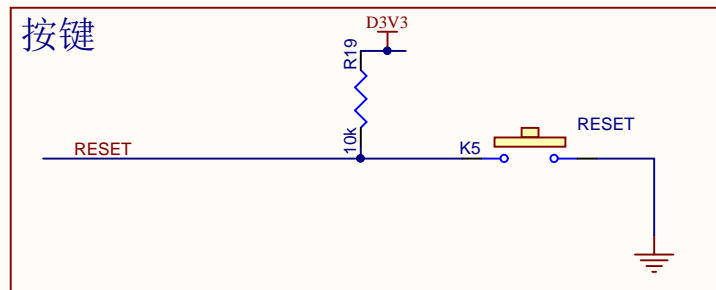 按键
D3V3
R19
10k
RESET
K5
RESET